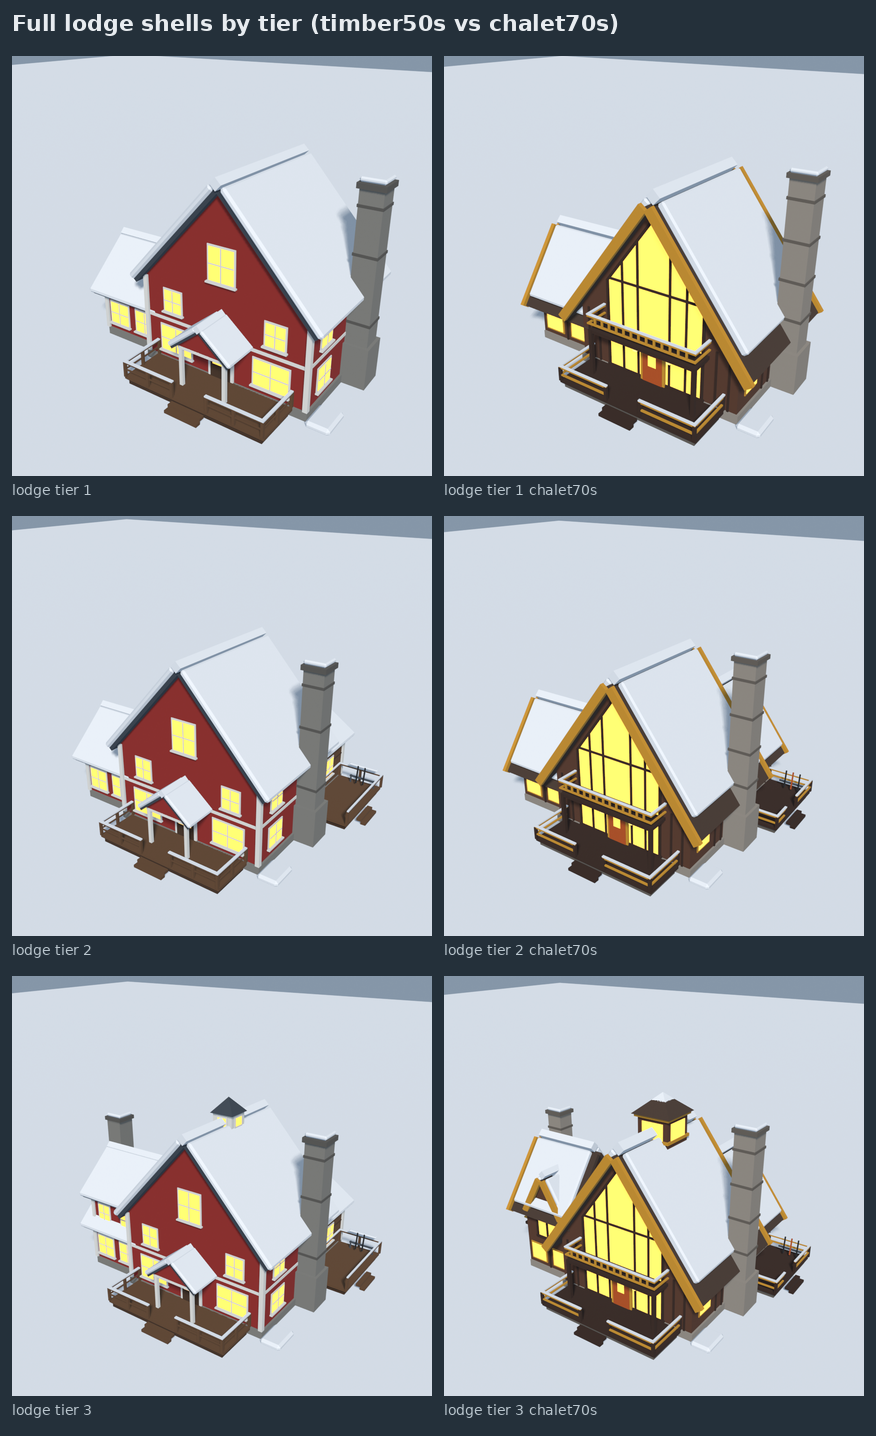 Full lodge shells by tier (timber50s vs chalet70s)
lodge tier 1
lodge tier 1 chalet70s
lodge tier 2
lodge tier 2 chalet70s
lodge tier 3
lodge tier 3 chalet70s